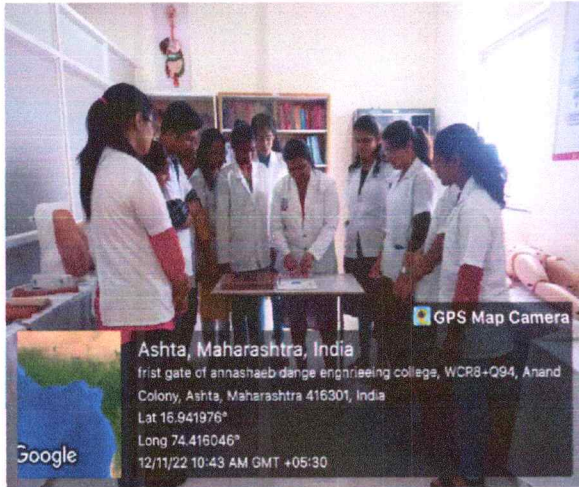 GPS Map Camera
Ashta, Maharashtra, India
frist gate of annashaeb dange engnrieeing college, WCR8+Q94, Anand
Colony, Ashta, Maharashtra 416301, India
Lat 16.941976°
Long 74.416046°
12/11/22 10:43 AM GMT +05:30
Google